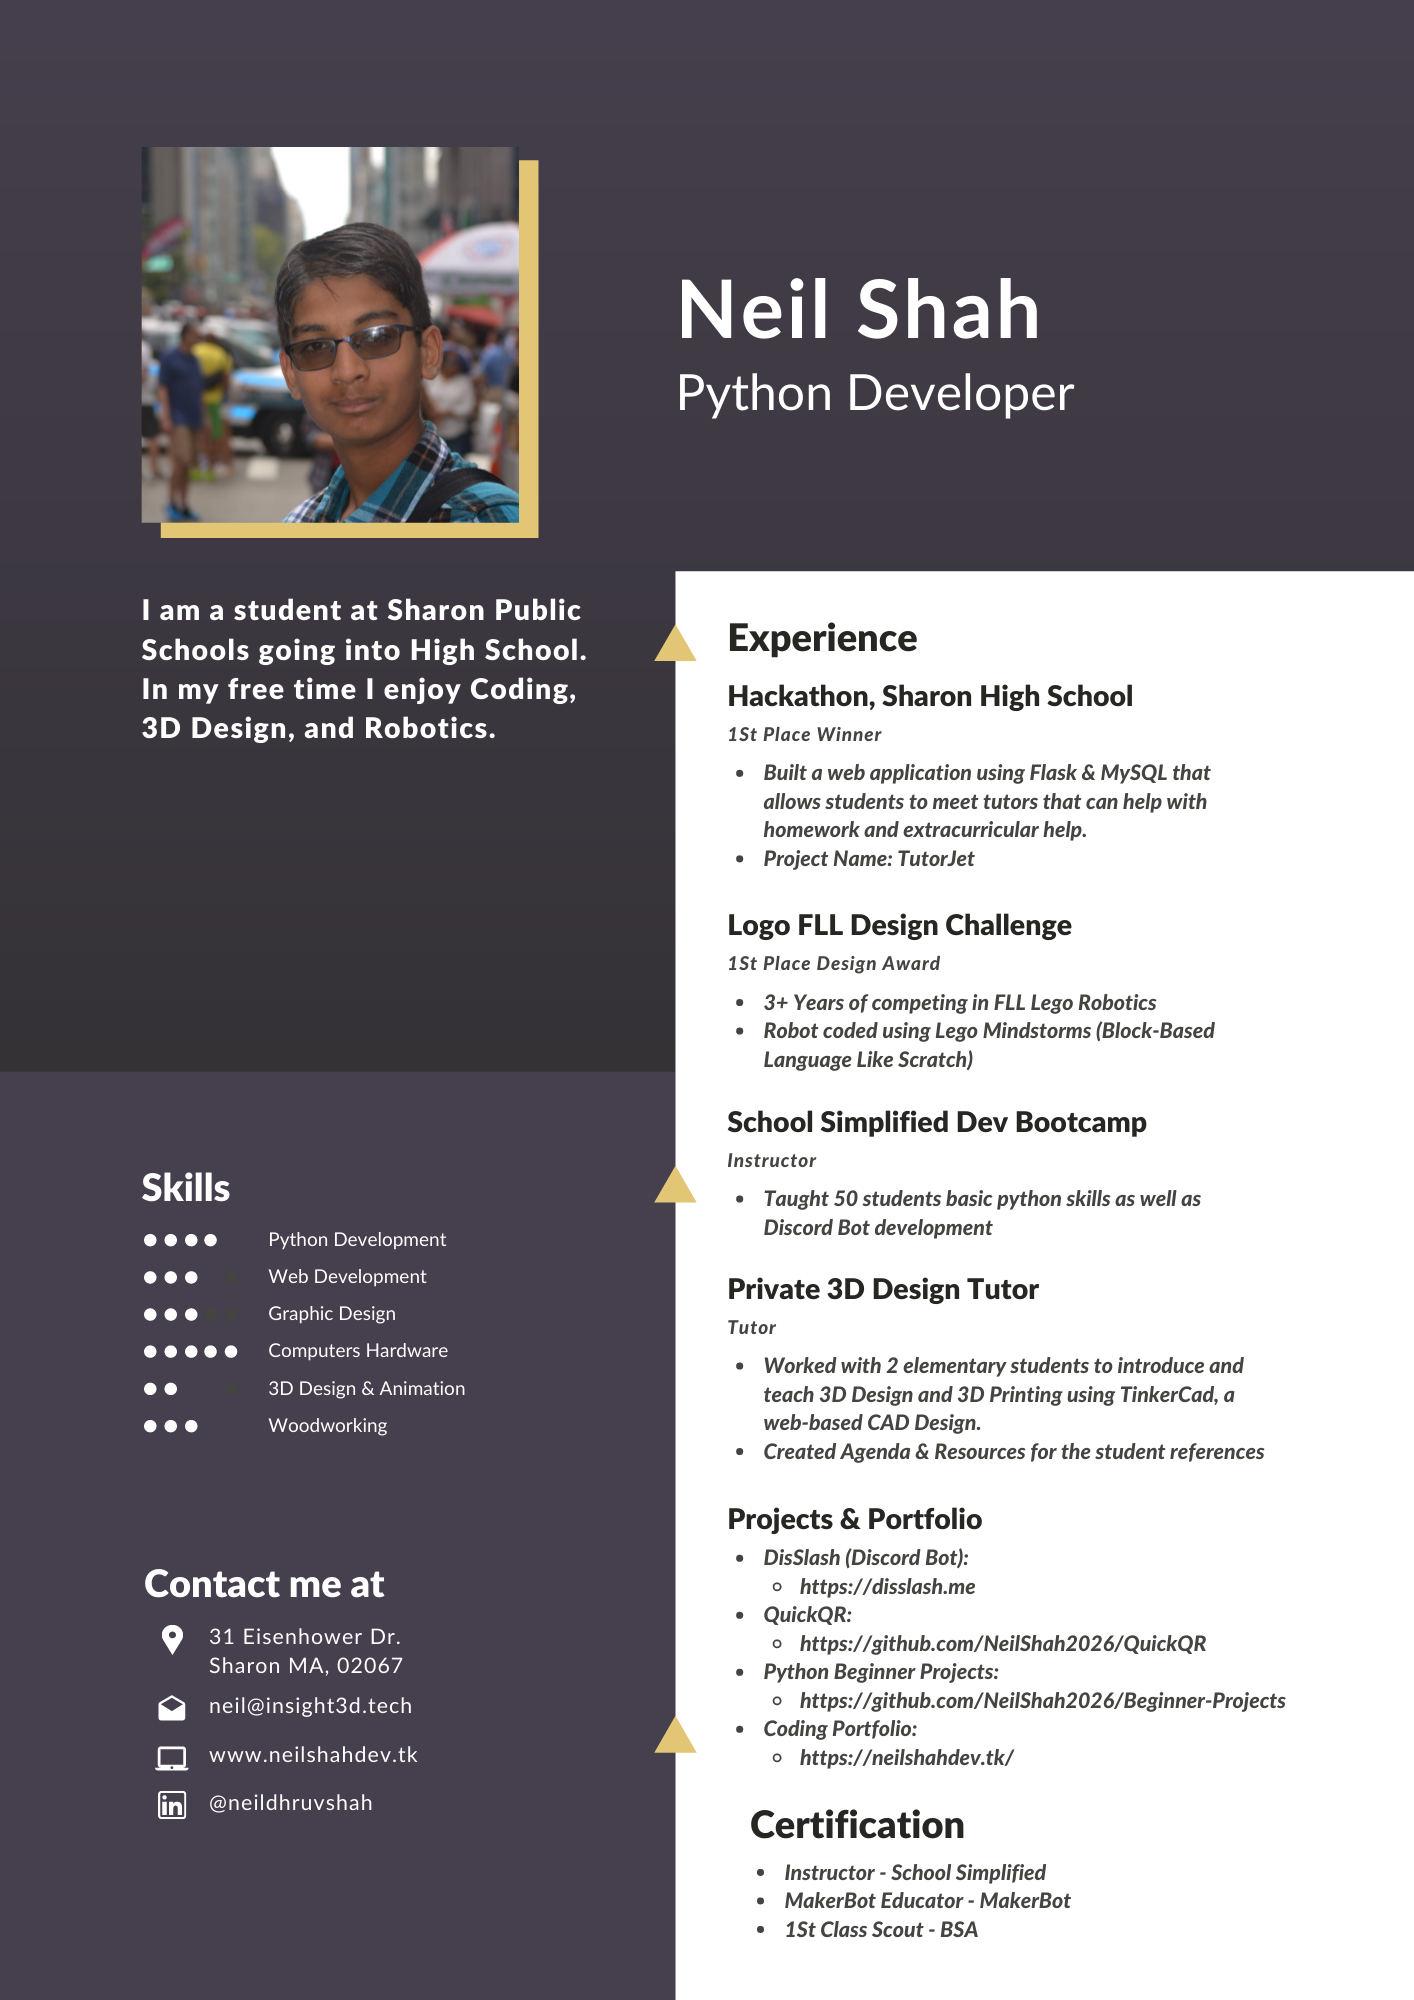 Neil Shah
Python Developer
I am a student at Sharon Public
Schools going into High School.
In my free time I enjoy Coding,
3D Design, and Robotics.
Skills
Python Development
Web Development
Graphic Design
Computers Hardware
3D Design & Animation
Woodworking
Contact me at
31 Eisenhower Dr.
Sharon MA, 02067
neil@insight3d.tech
www.neilshahdev.tk
in
@neildhruvshah
Experience
Hackathon, Sharon High School
1St Place Winner
• Built a web application using Flask & MySQL that
allows students to meet tutors that can help with
homework and extracurricular help.
• Project Name: TutorJet
Logo FLL Design Challenge
1St Place Design Award
• 3+ Years of competing in FLL Lego Robotics
• Robot coded using Lego Mindstorms (Block-Based
Language Like Scratch)
School Simplified Dev Bootcamp
Instructor
• Taught 50 students basic python skills as well as
Discord Bot development
Private 3D Design Tutor
Tutor
• Worked with 2 elementary students to introduce and
teach 3D Design and 3D Printing using TinkerCad, a
web-based CAD Design.
• Created Agenda & Resources for the student references
Projects & Portfolio
• DisSlash (Discord Bot):
◦ https://disslash.me
• QuickQR:
◦ https://github.com/NeilShah2026/QuickQR
• Python Beginner Projects:
◦ https://github.com/NeilShah2026/Beginner-Projects
• Coding Portfolio:
◦ https://neilshahdev.tk/
Certification
• Instructor - School Simplified
• MakerBot Educator - MakerBot
• 1St Class Scout - BSA